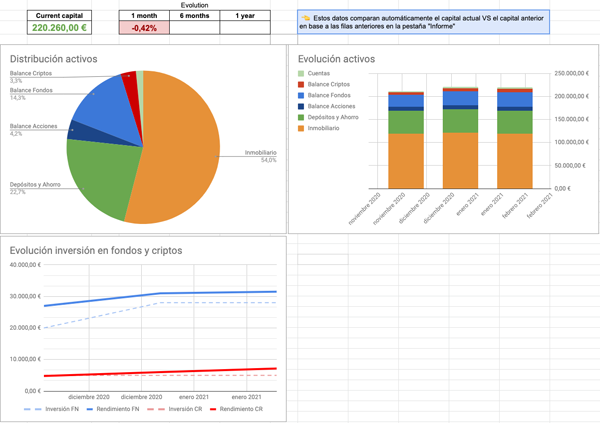 Evolution
Current capital
1 month
6 months
1 year
220.260,00 €
-0,42%
Estos datos comparan automáticamente el capital actual VS el capital anterior
en base a las filas anteriores en la pestaña "Informe"
Distribución activos
Balance Criptos
3,3%
Balance Fondos
14,3%
Balance Acciones
4,2%
Depósitos y Ahorro
22,7%
Inmobiliario
54,0%
Evolución activos
Cuentas
Balance Criptos
Balance Fondos
Balance Acciones
Depósitos y Ahorro
Inmobiliario
250.000,00 €
200.000,00 €
150.000,00 €
100.000,00 €
50.000,00 €
0,00 €
noviembre 2020
noviembre 2020
diciembre 2020
diciembre 2020
enero 2021
enero 2021
febrero 2021
febrero 2021
Evolución inversión en fondos y criptos
40.000,00 €
30.000,00 €
20.000,00 €
10.000,00 €
0,00 €
diciembre 2020
diciembre 2020
enero 2021
enero 2021
Inversión FN
Rendimiento FN
Inversión CR
Rendimiento CR